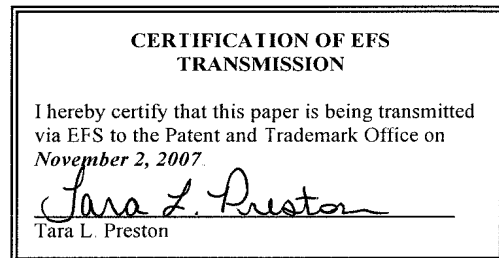 CERTIFICATION OF EFS
TRANSMISSION
I hereby certify that this paper is being transmitted
via EFS to the Patent and Trademark Office on
November 2, 2007.
Tara L. Preston
Tara L. Preston